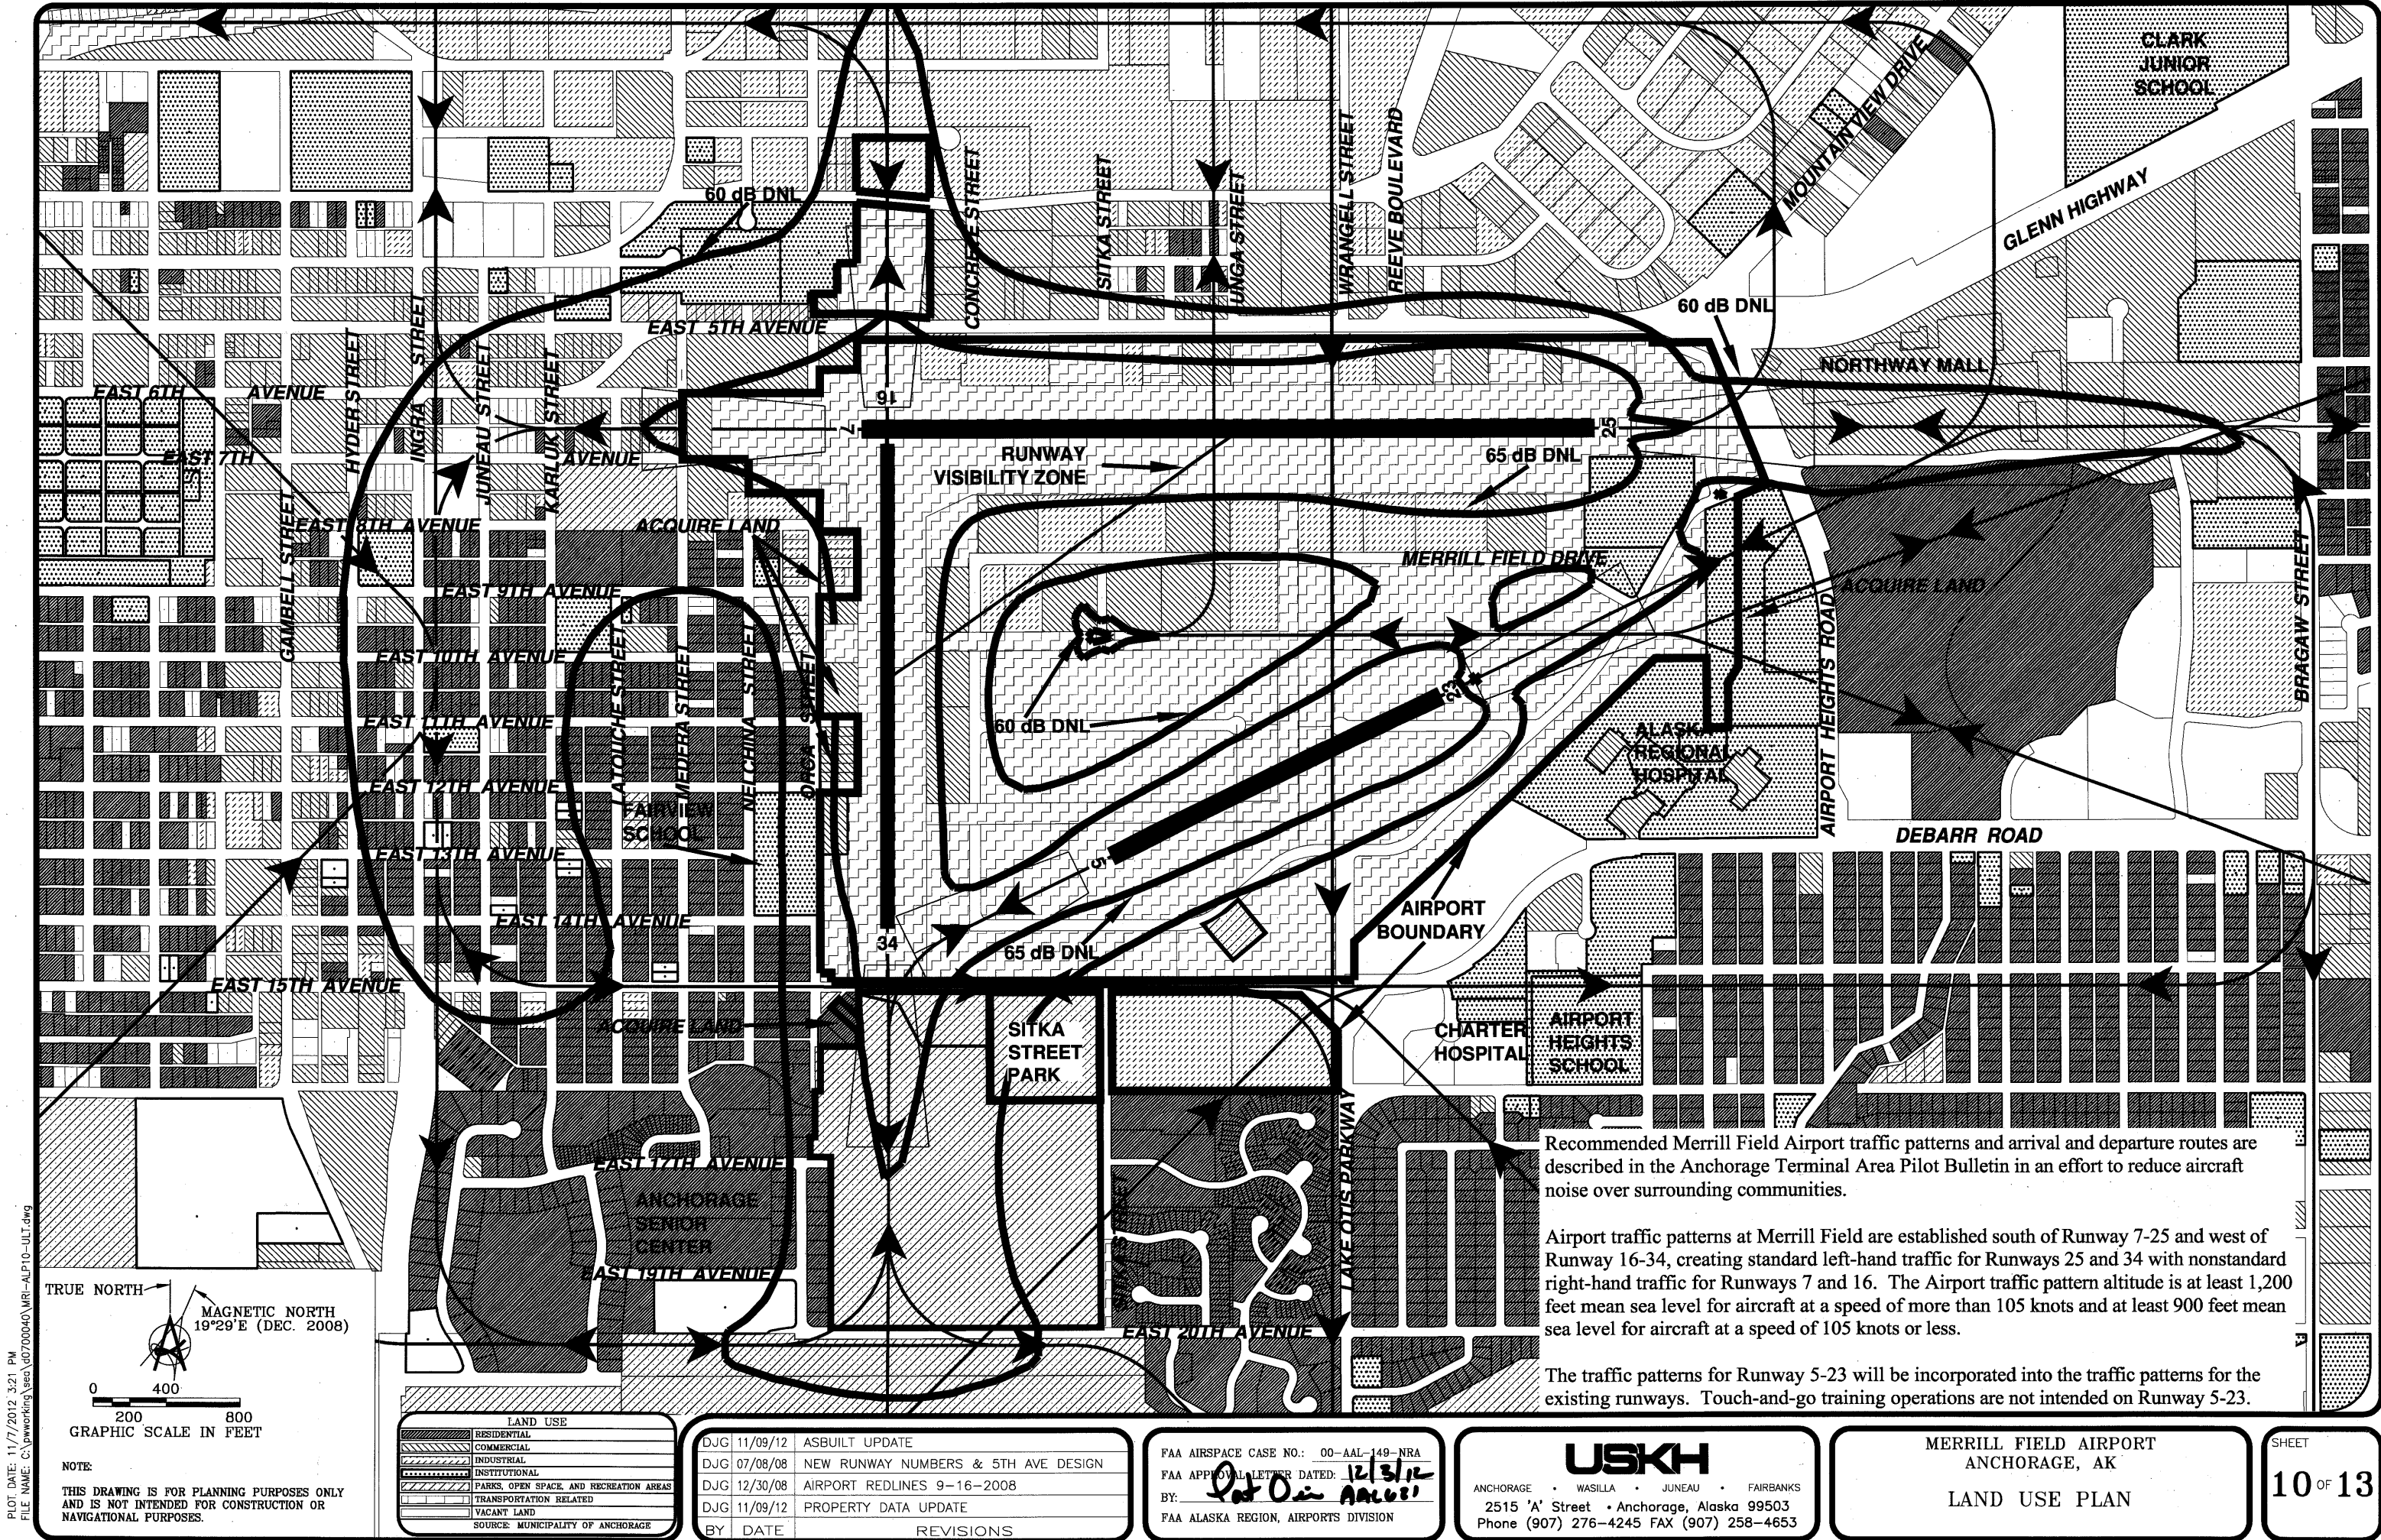 CLARK
JUNIOR
SCHOOL
MOUNTAIN VIEW DRIVE
GLENN HIGHWAY
60 dB DNL
CONCRETE STREET
SITKA STREET
UNGA STREET
WRANGELL STREET
REEVE BOULEVARD
60 dB DNL
EAST 5TH AVENUE
NORTHWAY MALL
HYDER STREET
INGRA STREET
JUNEAU STREET
KARLUK STREET
EAST 6TH AVENUE
EAST 7TH AVENUE
16
7
25
RUNWAY
VISIBILITY ZONE
65 dB DNL
GAMBELL STREET
EAST 8TH AVENUE
ACQUIRE LAND
MERRILL FIELD DRIVE
EAST 9TH AVENUE
ACQUIRE LAND
BRAGAW STREET
EAST 10TH AVENUE
LATOUCHE STREET
MEDFRA STREET
NELCHINA STREET
ORCA STREET
23
60 dB DNL
EAST 11TH AVENUE
ALASKA
REGIONAL
HOSPITAL
AIRPORT HEIGHTS ROAD
EAST 12TH AVENUE
FAIRVIEW
SCHOOL
DEBARR ROAD
EAST 13TH AVENUE
5
AIRPORT
BOUNDARY
EAST 14TH AVENUE
34
65 dB DNL
EAST 15TH AVENUE
ACQUIRE LAND
SITKA
STREET
PARK
CHARTER
HOSPITAL
AIRPORT
HEIGHTS
SCHOOL
EAST 17TH AVENUE
ANCHORAGE
SENIOR
CENTER
SITKA STREET
LAKE OTIS PARKWAY
EAST 19TH AVENUE
EAST 20TH AVENUE
Recommended Merrill Field Airport traffic patterns and arrival and departure routes are
described in the Anchorage Terminal Area Pilot Bulletin in an effort to reduce aircraft
noise over surrounding communities.
Airport traffic patterns at Merrill Field are established south of Runway 7-25 and west of
Runway 16-34, creating standard left-hand traffic for Runways 25 and 34 with nonstandard
right-hand traffic for Runways 7 and 16. The Airport traffic pattern altitude is at least 1,200
feet mean sea level for aircraft at a speed of more than 105 knots and at least 900 feet mean
sea level for aircraft at a speed of 105 knots or less.
The traffic patterns for Runway 5-23 will be incorporated into the traffic patterns for the
existing runways. Touch-and-go training operations are not intended on Runway 5-23.
TRUE NORTH
MAGNETIC NORTH
19°29'E (DEC. 2008)
0 400
200 800
GRAPHIC SCALE IN FEET
NOTE:
THIS DRAWING IS FOR PLANNING PURPOSES ONLY
AND IS NOT INTENDED FOR CONSTRUCTION OR
NAVIGATIONAL PURPOSES.
PLOT DATE: 11/7/2012 3:21 PM
FILE NAME: C:\pwworking\sea\d0700040\MRI-ALP10-ULT.dwg
LAND USE
RESIDENTIAL
COMMERCIAL
INDUSTRIAL
INSTITUTIONAL
PARKS, OPEN SPACE, AND RECREATION AREAS
TRANSPORTATION RELATED
VACANT LAND
SOURCE: MUNICIPALITY OF ANCHORAGE
DJG 11/09/12 ASBUILT UPDATE
DJG 07/08/08 NEW RUNWAY NUMBERS & 5TH AVE DESIGN
DJG 12/30/08 AIRPORT REDLINES 9-16-2008
DJG 11/09/12 PROPERTY DATA UPDATE
BY DATE REVISIONS
FAA AIRSPACE CASE NO.: 00-AAL-149-NRA
FAA APPROVAL LETTER DATED: 12/3/12
BY: Pat
FAA ALASKA REGION, AIRPORTS DIVISION
USKH
ANCHORAGE • WASILLA • JUNEAU • FAIRBANKS
2515 'A' Street • Anchorage, Alaska 99503
Phone (907) 276-4245 FAX (907) 258-4653
MERRILL FIELD AIRPORT
ANCHORAGE, AK
LAND USE PLAN
SHEET
10 OF 13